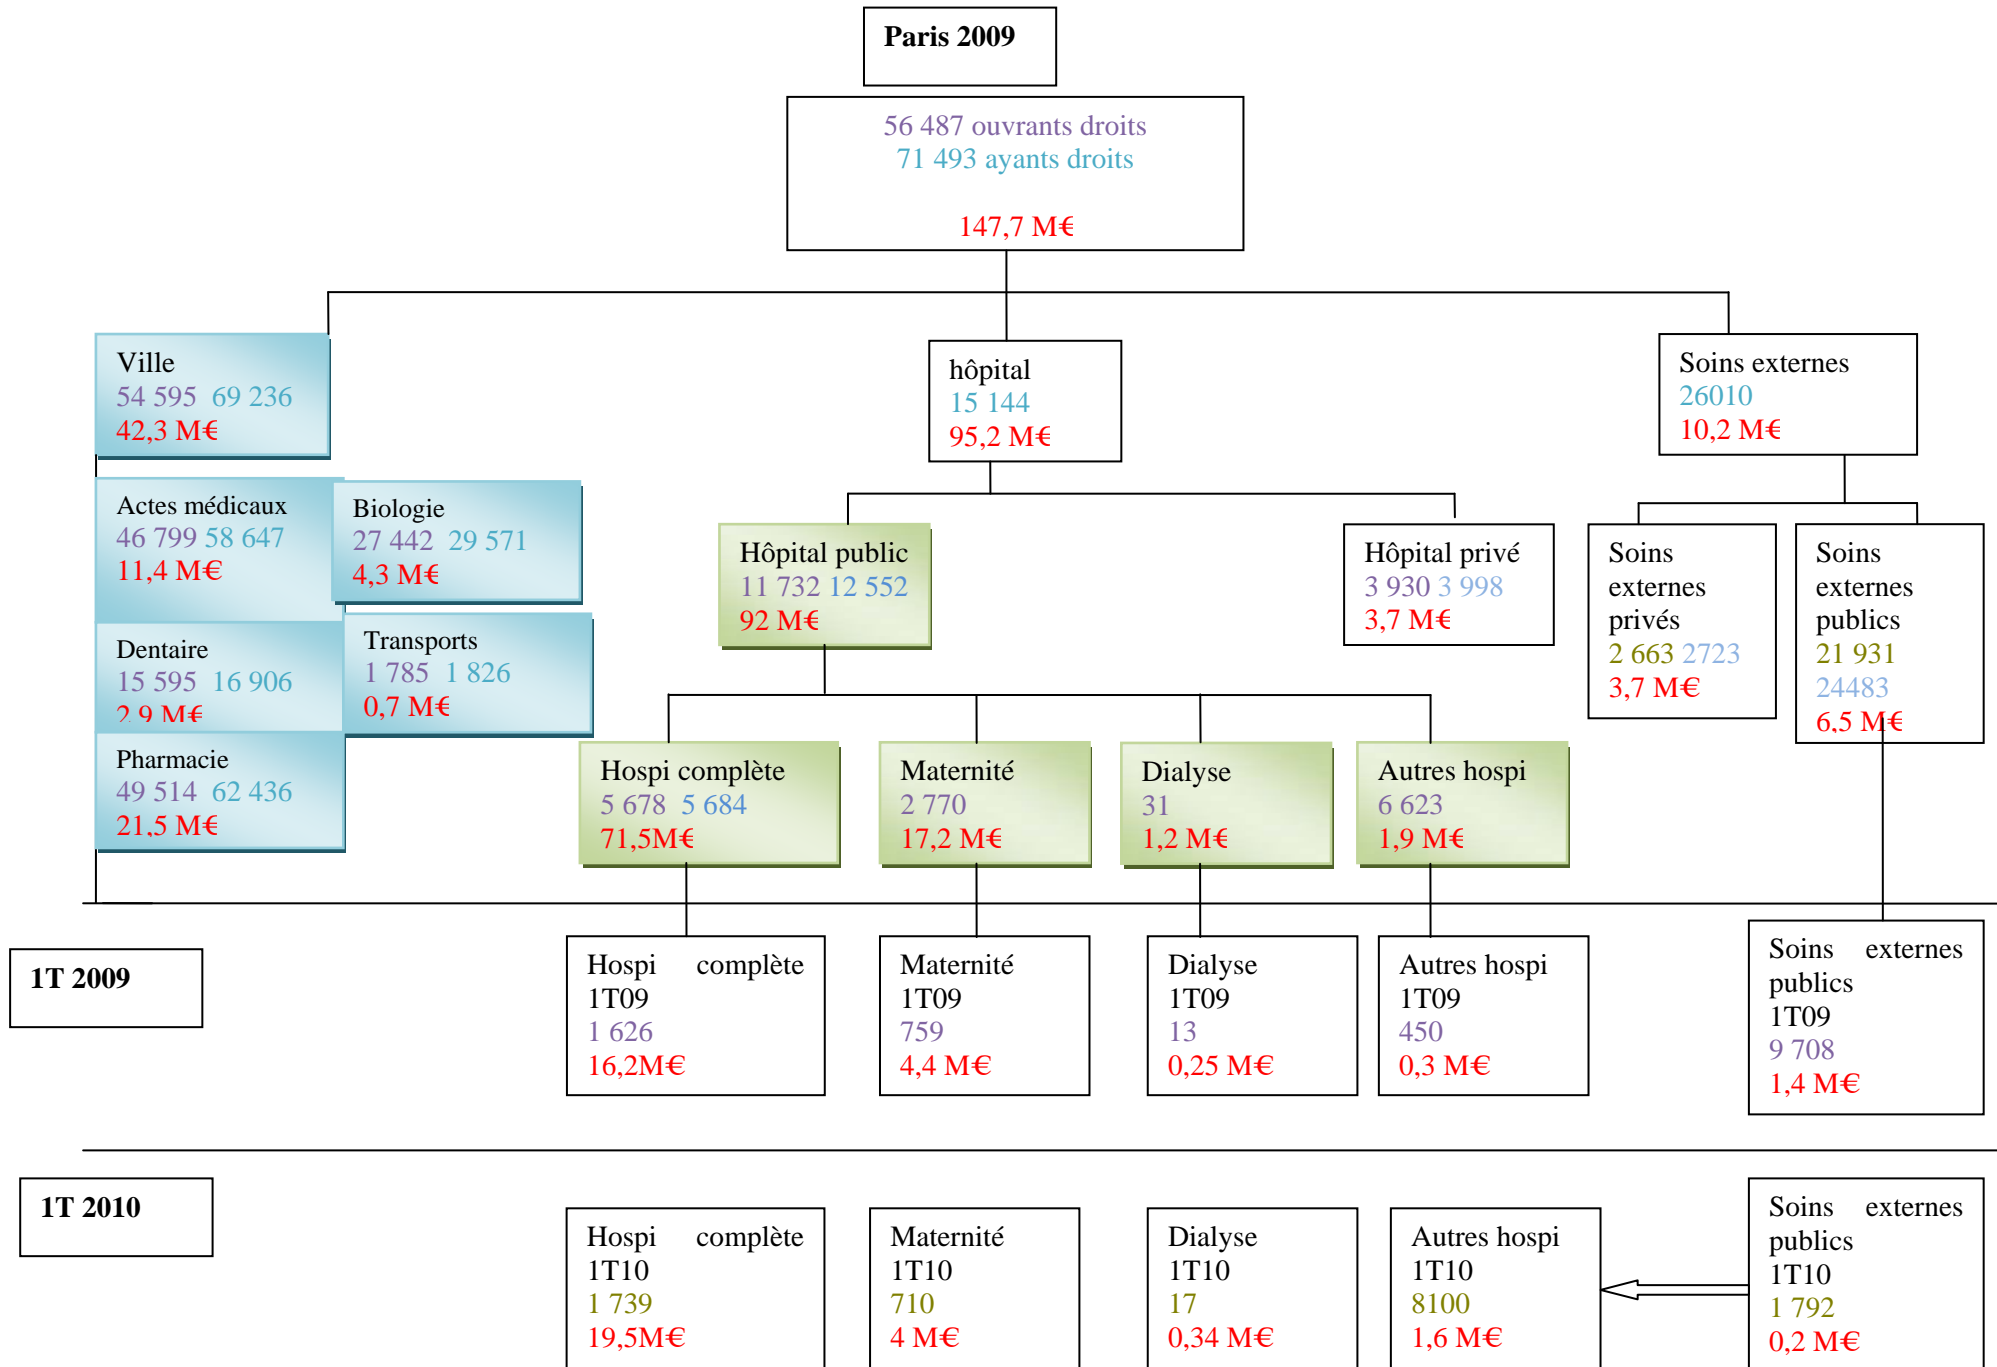 Paris 2009
56 487 ouvrants droits
71 493 ayants droits
147,7 M€
Ville
54 595 69 236
42,3 M€
hôpital
15 144
95,2 M€
Soins externes
26010
10,2 M€
Actes médicaux
46 799 58 647
11,4 M€
Biologie
27 442 29 571
4,3 M€
Dentaire
15 595 16 906
2,9 M€
Transports
1 785 1 826
0,7 M€
Pharmacie
49 514 62 436
21,5 M€
Hôpital public
11 732 12 552
92 M€
Hôpital privé
3 930 3 998
3,7 M€
Soins
externes
privés
2 663 2723
3,7 M€
Soins
externes
publics
21 931
24483
6,5 M€
Hospi complète
5 678 5 684
71,5M€
Maternité
2 770
17,2 M€
Dialyse
31
1,2 M€
Autres hospi
6 623
1,9 M€
1T 2009
Hospi complète
1T09
1 626
16,2M€
Maternité
1T09
759
4,4 M€
Dialyse
1T09
13
0,25 M€
Autres hospi
1T09
450
0,3 M€
Soins externes
publics
1T09
9 708
1,4 M€
1T 2010
Hospi complète
1T10
1 739
19,5M€
Maternité
1T10
710
4 M€
Dialyse
1T10
17
0,34 M€
Autres hospi
1T10
8100
1,6 M€
Soins externes
publics
1T10
1 792
0,2 M€